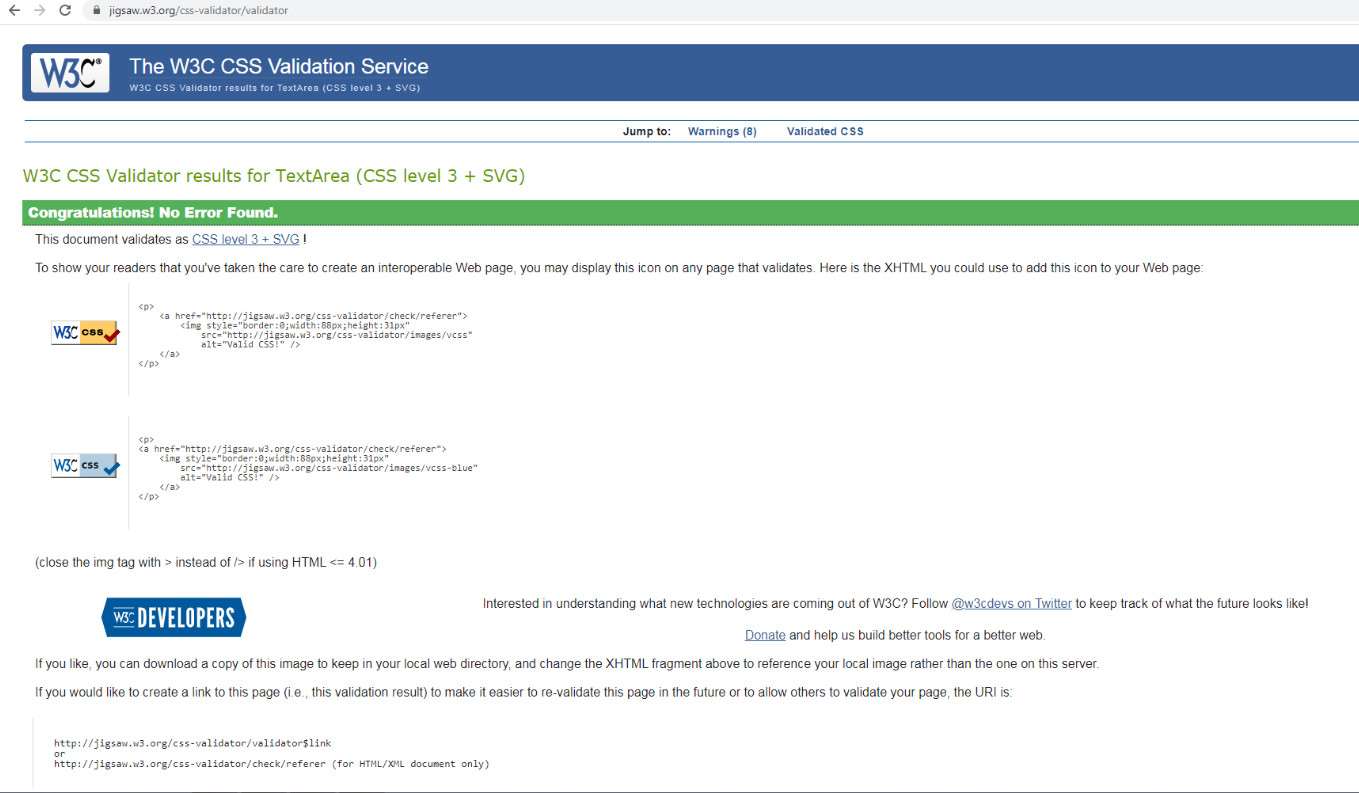 jigsaw.w3.org/css-validator/validator
W3C®
The W3C CSS Validation Service
W3C CSS Validator results for TextArea (CSS level 3 + SVG)
Jump to: Warnings (8) Validated CSS
W3C CSS Validator results for TextArea (CSS level 3 + SVG)
Congratulations! No Error Found.
This document validates as CSS level 3 + SVG !
To show your readers that you've taken the care to create an interoperable Web page, you may display this icon on any page that validates. Here is the XHTML you could use to add this icon to your Web page:
W3C css
<p>
<a href="http://jigsaw.w3.org/css-validator/check/referer">
<img style="border:0;width:88px;height:31px"
src="http://jigsaw.w3.org/css-validator/images/vcss"
alt="Valid CSS!" />
</a>
</p>
W3C css
<p>
<a href="http://jigsaw.w3.org/css-validator/check/referer">
<img style="border:0;width:88px;height:31px"
src="http://jigsaw.w3.org/css-validator/images/vcss-blue"
alt="Valid CSS!" />
</a>
</p>
(close the img tag with > instead of /> if using HTML <= 4.01)
W3C DEVELOPERS
Interested in understanding what new technologies are coming out of W3C? Follow @w3cdevs on Twitter to keep track of what the future looks like!
Donate and help us build better tools for a better web.
If you like, you can download a copy of this image to keep in your local web directory, and change the XHTML fragment above to reference your local image rather than the one on this server.
If you would like to create a link to this page (i.e., this validation result) to make it easier to re-validate this page in the future or to allow others to validate your page, the URI is:
http://jigsaw.w3.org/css-validator/validator$link
or
http://jigsaw.w3.org/css-validator/check/referer (for HTML/XML document only)